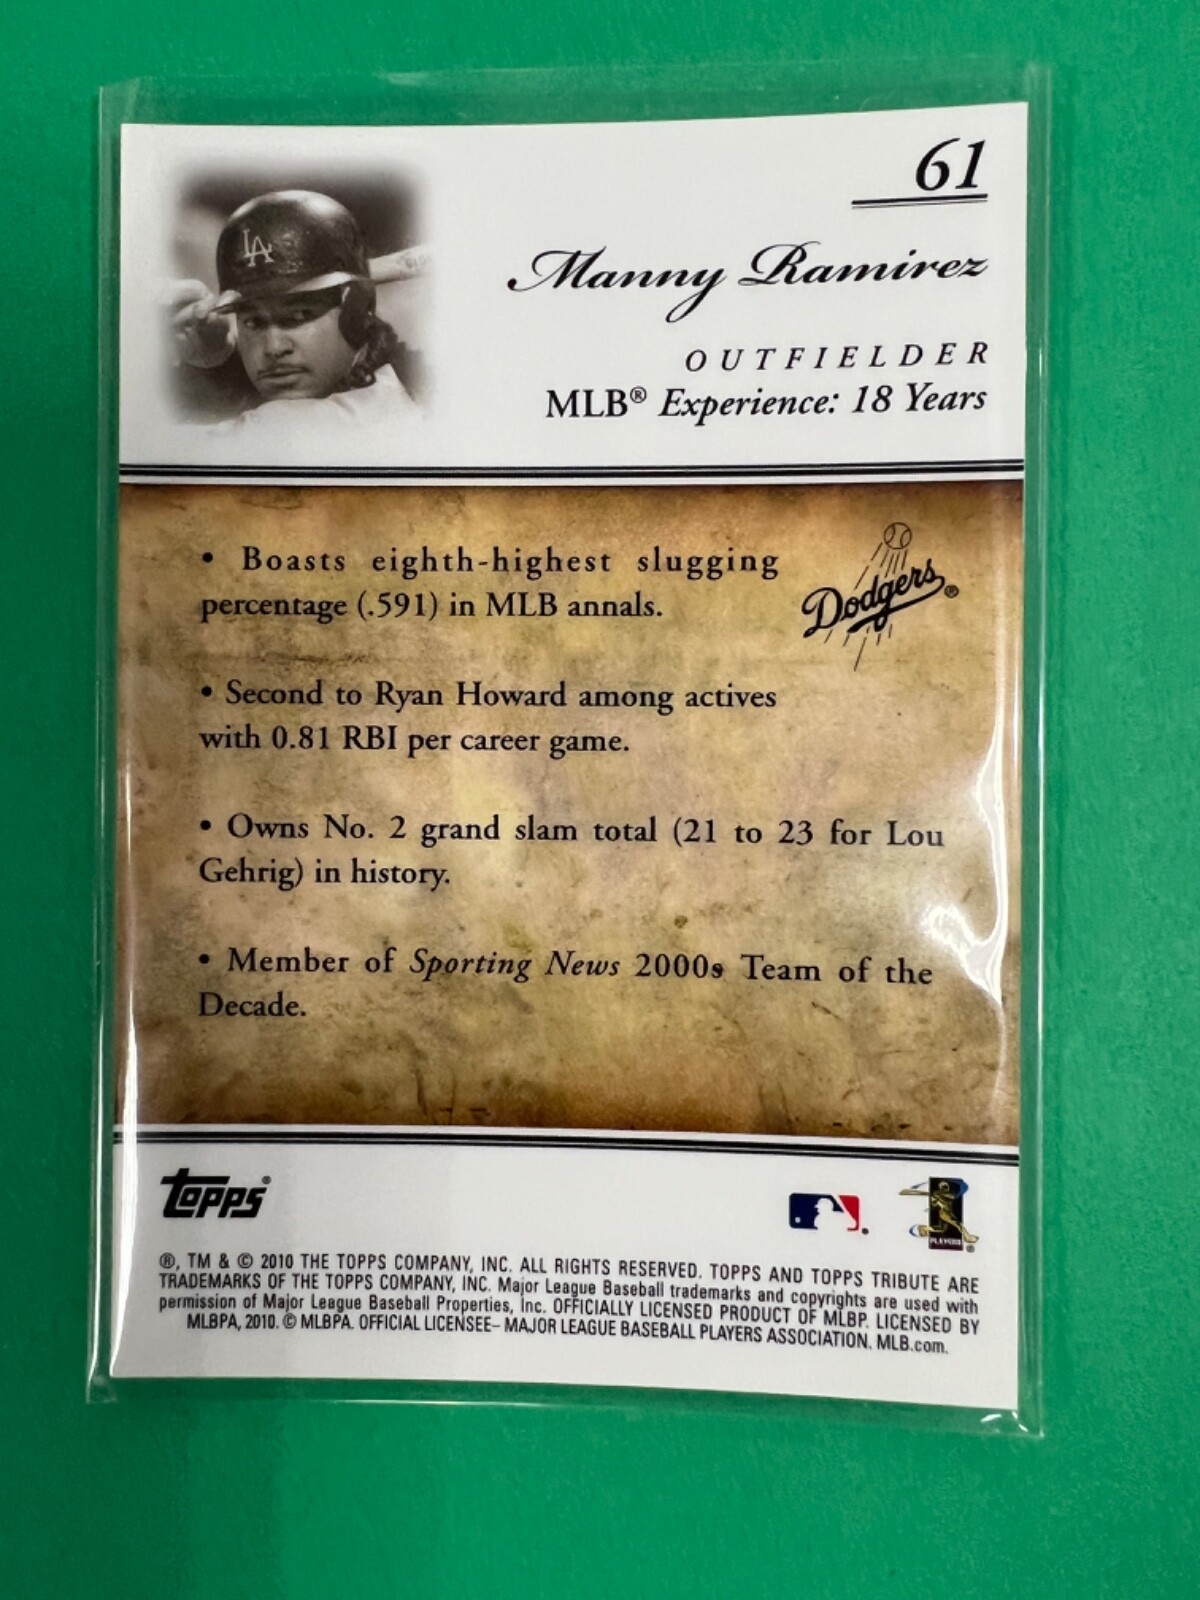 61
LA
Manny Ramirez
OUTFIELDER
MLB® Experience: 18 Years
• Boasts eighth-highest slugging
percentage (.591) in MLB annals.
Dodgers®
• Second to Ryan Howard among actives
with 0.81 RBI per career game.
• Owns No. 2 grand slam total (21 to 23 for Lou
Gehrig) in history.
• Member of Sporting News 2000s Team of the
Decade.
Topps®
PLAYERS
®, TM & © 2010 THE TOPPS COMPANY, INC. ALL RIGHTS RESERVED. TOPPS AND TOPPS TRIBUTE ARE
TRADEMARKS OF THE TOPPS COMPANY, INC. Major League Baseball trademarks and copyrights are used with
permission of Major League Baseball Properties, Inc. OFFICIALLY LICENSED PRODUCT OF MLBP. LICENSED BY
MLBPA, 2010. © MLBPA. OFFICIAL LICENSEE– MAJOR LEAGUE BASEBALL PLAYERS ASSOCIATION. MLB.com.